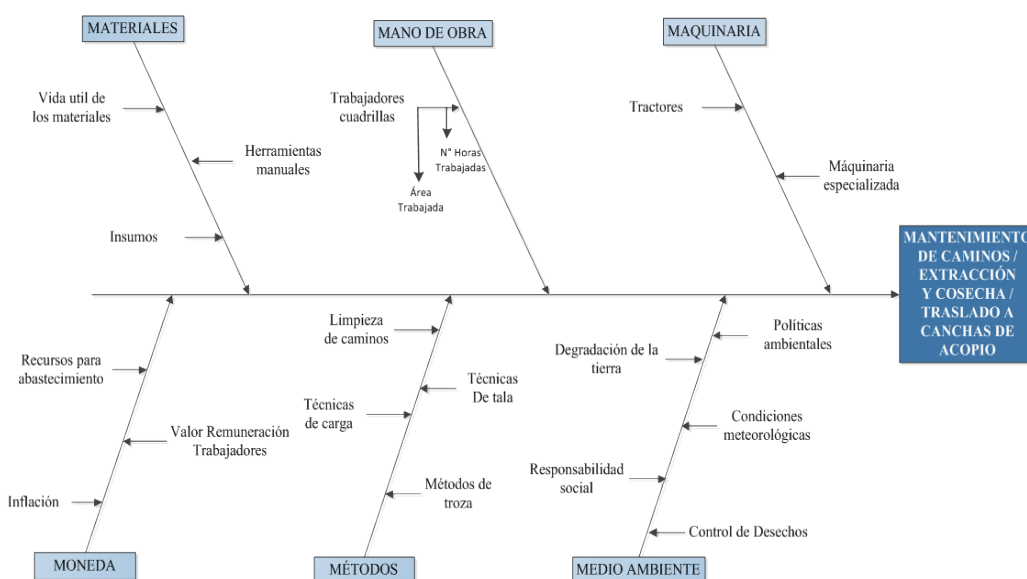 MATERIALES
MANO DE OBRA
MAQUINARIA
Vida util de
los materiales
Herramientas
manuales
Insumos
Trabajadores
cuadrillas
N° Horas
Trabajadas
Área
Trabajada
Tractores
Máquinaria
especializada
MANTENIMIENTO
DE CAMINOS /
EXTRACCIÓN
Y COSECHA /
TRASLADO A
CANCHAS DE
ACOPIO
Recursos para
abastecimiento
Valor Remuneración
Trabajadores
Inflación
Limpieza
de caminos
Técnicas
De tala
Técnicas
de carga
Métodos de
troza
Políticas
ambientales
Degradación de la
tierra
Condiciones
meteorológicas
Responsabilidad
social
Control de Desechos
MONEDA
MÉTODOS
MEDIO AMBIENTE